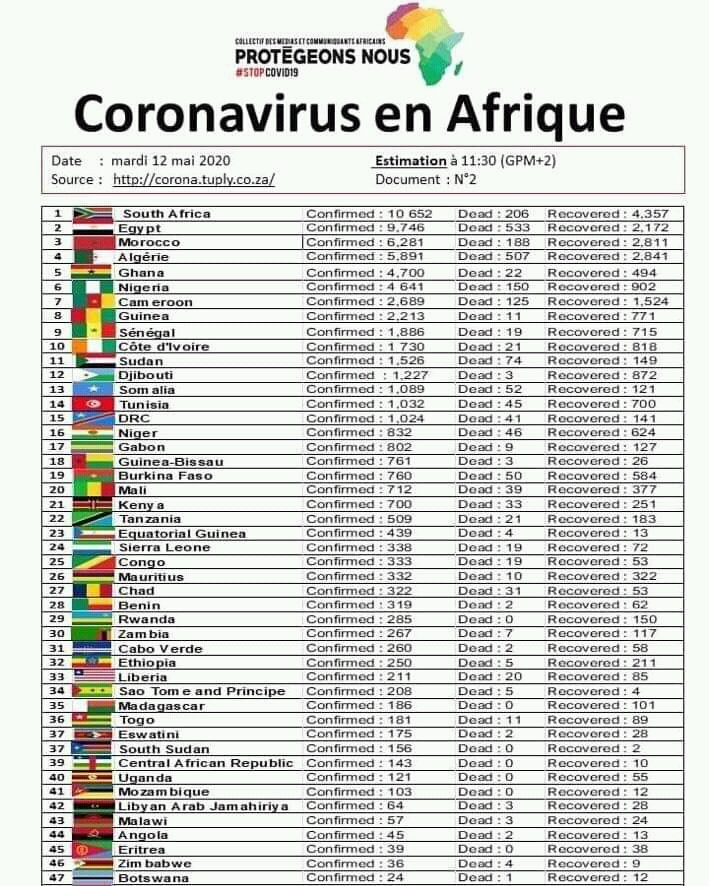 COLLECTIF DES MEDIAS ET COMMUNIQUANTS AFRICAINS
PROTÉGEONS NOUS
#STOPCOVID19
Coronavirus en Afrique
Date : mardi 12 mai 2020 Estimation à 11:30 (GPM+2)
Source : http://corona.tuply.co.za/ Document : N°2
1 South Africa Confirmed : 10 652 Dead : 206 Recovered : 4,357
2 Egypt Confirmed : 9,746 Dead : 533 Recovered : 2,172
3 Morocco Confirmed : 6,281 Dead : 188 Recovered : 2,811
4 Algérie Confirmed : 5,891 Dead : 507 Recovered : 2,841
5 Ghana Confirmed : 4,700 Dead : 22 Recovered : 494
6 Nigeria Confirmed : 4 641 Dead : 150 Recovered : 902
7 Cameroon Confirmed : 2,689 Dead : 125 Recovered : 1,524
8 Guinea Confirmed : 2,213 Dead : 11 Recovered : 771
9 Sénégal Confirmed : 1,886 Dead : 19 Recovered : 715
10 Côte d'Ivoire Confirmed : 1 730 Dead : 21 Recovered : 818
11 Sudan Confirmed : 1,526 Dead : 74 Recovered : 149
12 Djibouti Confirmed : 1,227 Dead : 3 Recovered : 872
13 Somalia Confirmed : 1,089 Dead : 52 Recovered : 121
14 Tunisia Confirmed : 1,032 Dead : 45 Recovered : 700
15 DRC Confirmed : 1,024 Dead : 41 Recovered : 141
16 Niger Confirmed : 832 Dead : 46 Recovered : 624
17 Gabon Confirmed : 802 Dead : 9 Recovered : 127
18 Guinea-Bissau Confirmed : 761 Dead : 3 Recovered : 26
19 Burkina Faso Confirmed : 760 Dead : 50 Recovered : 584
20 Mali Confirmed : 712 Dead : 39 Recovered : 377
21 Kenya Confirmed : 700 Dead : 33 Recovered : 251
22 Tanzania Confirmed : 509 Dead : 21 Recovered : 183
23 Equatorial Guinea Confirmed : 439 Dead : 4 Recovered : 13
24 Sierra Leone Confirmed : 338 Dead : 19 Recovered : 72
25 Congo Confirmed : 333 Dead : 19 Recovered : 53
26 Mauritius Confirmed : 332 Dead : 10 Recovered : 322
27 Chad Confirmed : 322 Dead : 31 Recovered : 53
28 Benin Confirmed : 319 Dead : 2 Recovered : 62
29 Rwanda Confirmed : 285 Dead : 0 Recovered : 150
30 Zambia Confirmed : 267 Dead : 7 Recovered : 117
31 Cabo Verde Confirmed : 260 Dead : 2 Recovered : 58
32 Ethiopia Confirmed : 250 Dead : 5 Recovered : 211
33 Liberia Confirmed : 211 Dead : 20 Recovered : 85
34 Sao Tome and Principe Confirmed : 208 Dead : 5 Recovered : 4
35 Madagascar Confirmed : 186 Dead : 0 Recovered : 101
36 Togo Confirmed : 181 Dead : 11 Recovered : 89
37 Eswatini Confirmed : 175 Dead : 2 Recovered : 28
37 South Sudan Confirmed : 156 Dead : 0 Recovered : 2
39 Central African Republic Confirmed : 143 Dead : 0 Recovered : 10
40 Uganda Confirmed : 121 Dead : 0 Recovered : 55
41 Mozambique Confirmed : 103 Dead : 0 Recovered : 12
42 Libyan Arab Jamahiriya Confirmed : 64 Dead : 3 Recovered : 28
43 Malawi Confirmed : 57 Dead : 3 Recovered : 24
44 Angola Confirmed : 45 Dead : 2 Recovered : 13
45 Eritrea Confirmed : 39 Dead : 0 Recovered : 38
46 Zimbabwe Confirmed : 36 Dead : 4 Recovered : 9
47 Botswana Confirmed : 24 Dead : 1 Recovered : 12